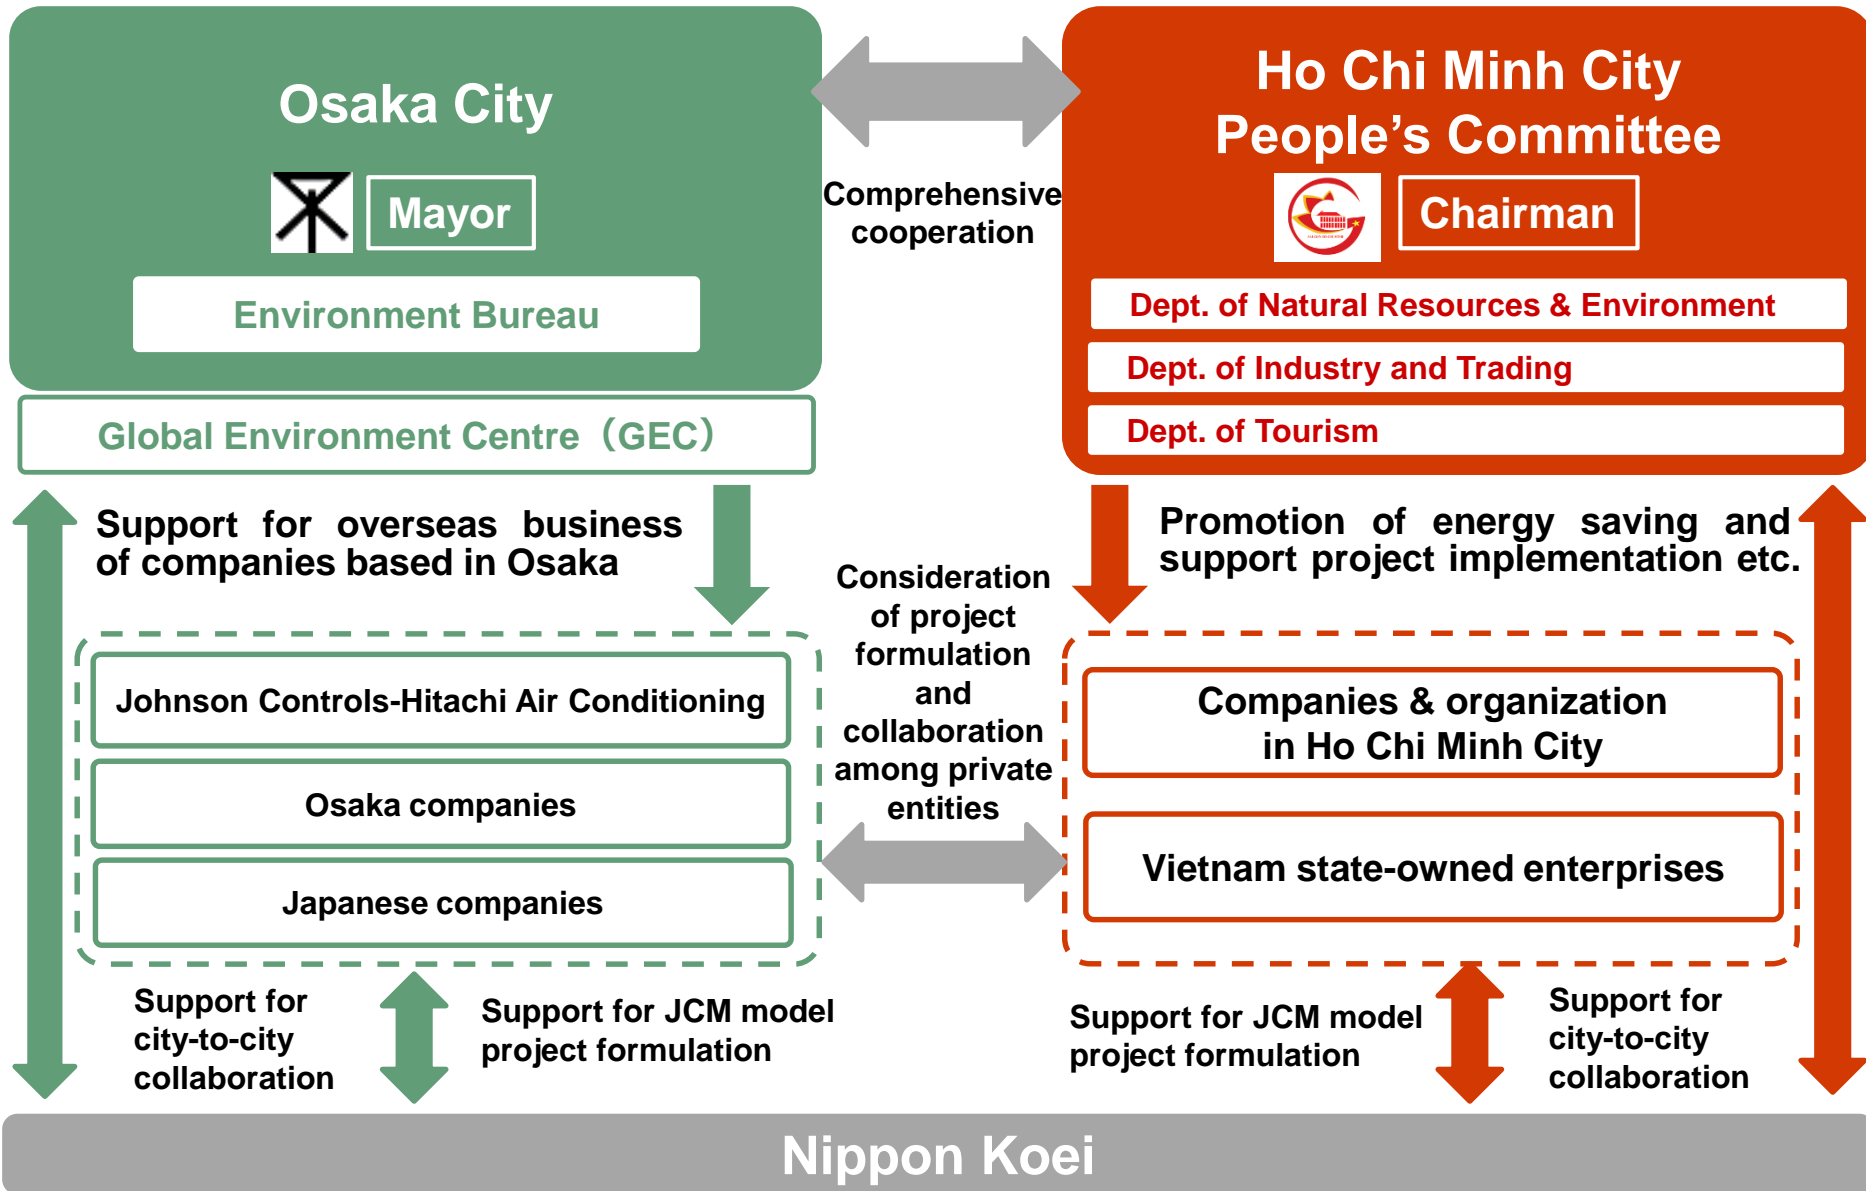 Osaka City
Mayor
Environment Bureau
Global Environment Centre（GEC）
Comprehensive
cooperation
Ho Chi Minh City
People’s Committee
Chairman
Dept. of Natural Resources & Environment
Dept. of Industry and Trading
Dept. of Tourism
Support for overseas business
of companies based in Osaka
Promotion of energy saving and
support project implementation etc.
Consideration
of project
formulation
and
collaboration
among private
entities
Johnson Controls-Hitachi Air Conditioning
Osaka companies
Japanese companies
Companies & organization
in Ho Chi Minh City
Vietnam state-owned enterprises
Support for
city-to-city
collaboration
Support for JCM model
project formulation
Support for JCM model
project formulation
Support for
city-to-city
collaboration
Nippon Koei